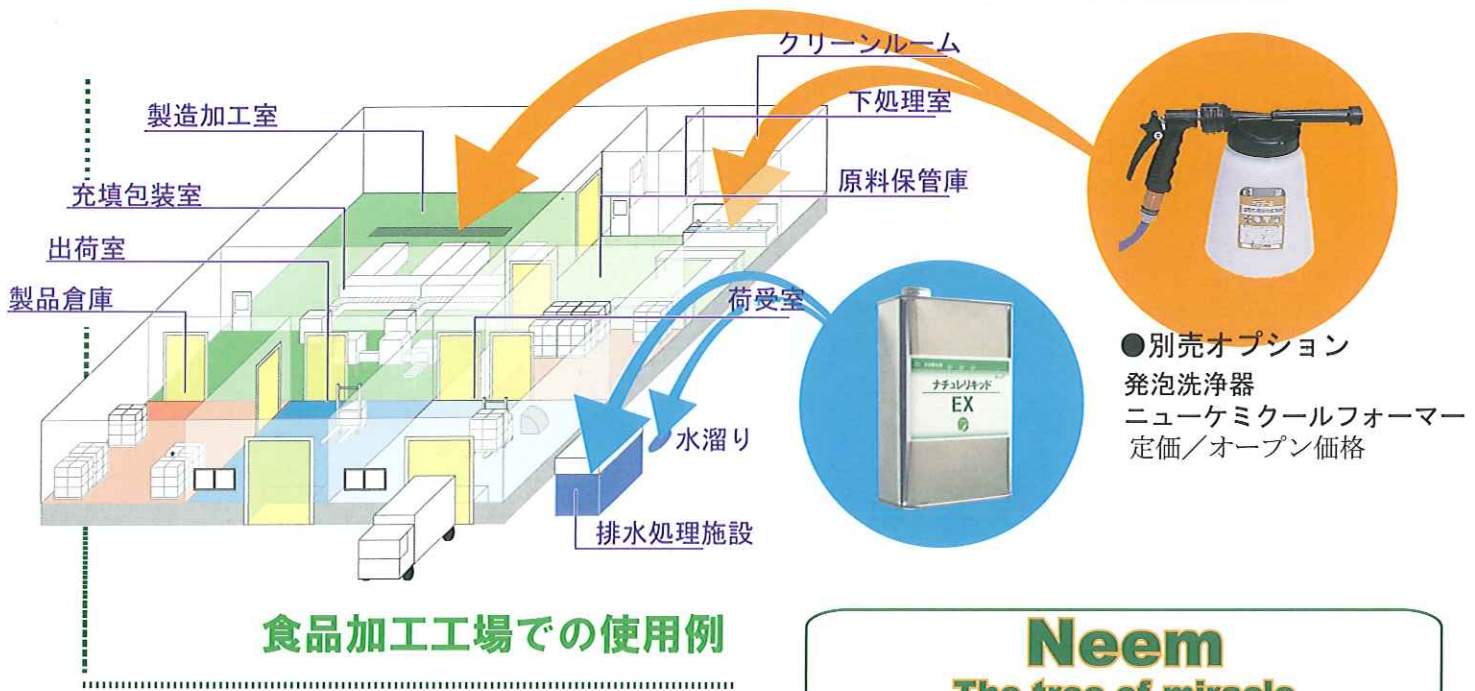 クリーンルーム
下処理室
製造加工室
原料保管庫
充填包装室
出荷室
荷受室
製品倉庫
ナチュレリキッド
EX
●別売オプション
発泡洗浄器
ニューケミクールフォーマー
定価／オープン価格
水溜り
排水処理施設
食品加工工場での使用例
Neem
The tree of miracle